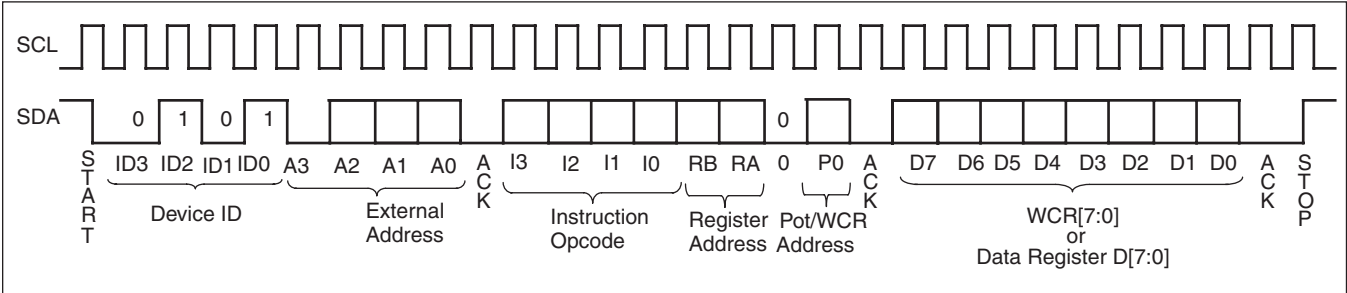 SCL
SDA
0 1 0 1 0
START ID3 ID2 ID1 ID0 A3 A2 A1 A0 ACK I3 I2 I1 I0 RB RA 0 P0 ACK D7 D6 D5 D4 D3 D2 D1 D0 ACK STOP
Device ID
External
Address
Instruction
Opcode
Register
Address
Pot/WCR
Address
WCR[7:0]
or
Data Register D[7:0]